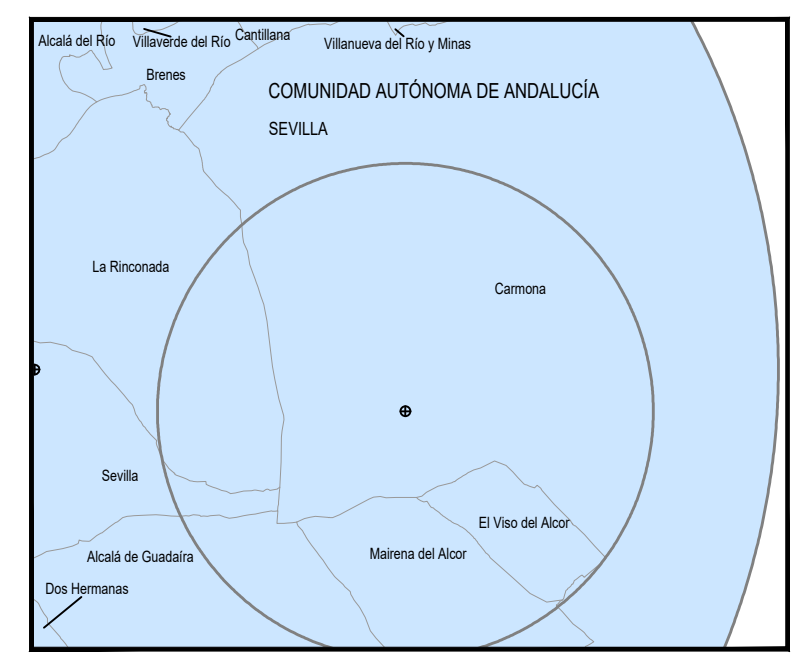 Alcalá del Río
Villaverde del Río
Cantillana
Villanueva del Río y Minas
Brenes
COMUNIDAD AUTÓNOMA DE ANDALUCÍA
SEVILLA
La Rinconada
Carmona
Sevilla
El Viso del Alcor
Alcalá de Guadaíra
Mairena del Alcor
Dos Hermanas